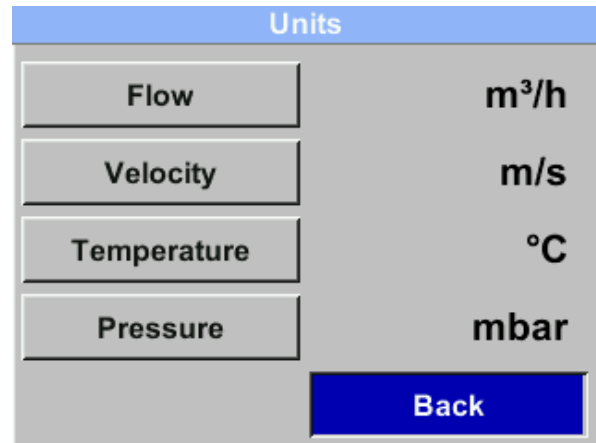 Units
Flow m³/h
Velocity m/s
Temperature °C
Pressure mbar
Back